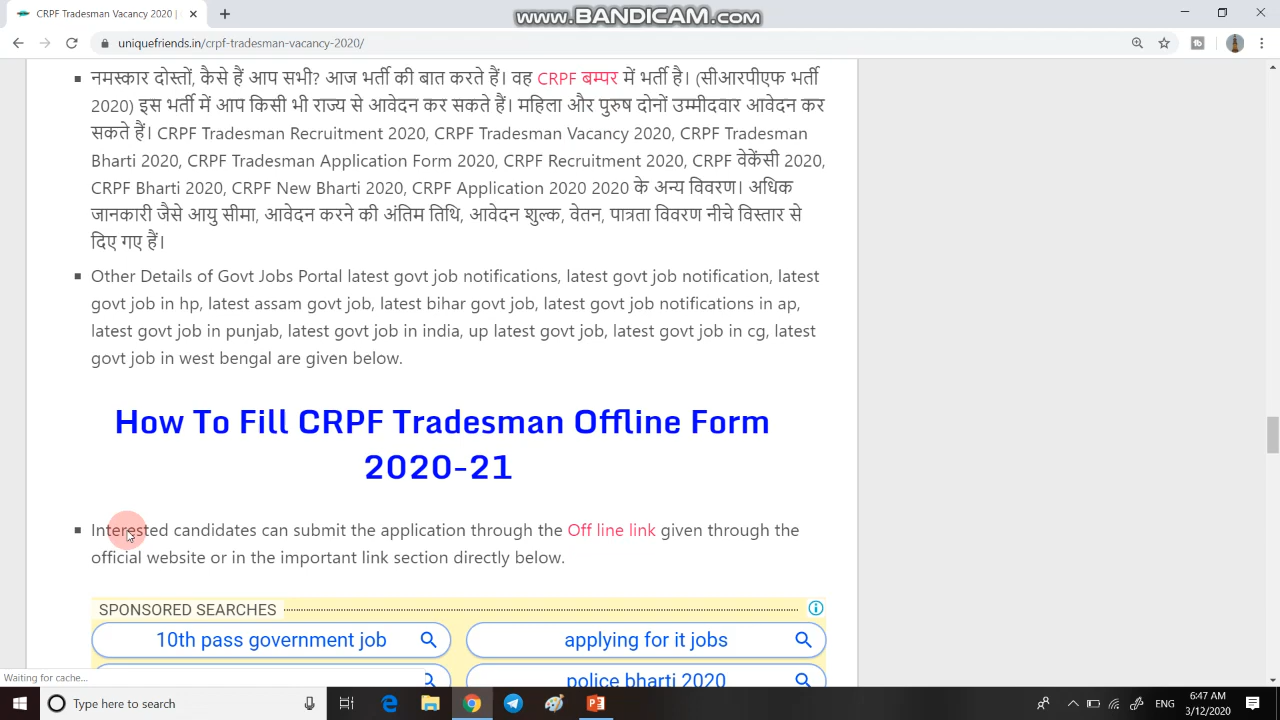 CRPF Tradesman Vacancy 2020 |
www.BANDICAM.com
uniquefriends.in/crpf-tradesman-vacancy-2020/
नमस्कार दोस्तों, कैसे हैं आप सभी? आज भर्ती की बात करते हैं। वह CRPF बम्पर में भर्ती है। (सीआरपीएफ भर्ती
2020) इस भर्ती में आप किसी भी राज्य से आवेदन कर सकते हैं। महिला और पुरुष दोनों उम्मीदवार आवेदन कर
सकते हैं। CRPF Tradesman Recruitment 2020, CRPF Tradesman Vacancy 2020, CRPF Tradesman
Bharti 2020, CRPF Tradesman Application Form 2020, CRPF Recruitment 2020, CRPF वेकेंसी 2020,
CRPF Bharti 2020, CRPF New Bharti 2020, CRPF Application 2020 2020 के अन्य विवरण। अधिक
जानकारी जैसे आयु सीमा, आवेदन करने की अंतिम तिथि, आवेदन शुल्क, वेतन, पात्रता विवरण नीचे विस्तार से
दिए गए हैं।
Other Details of Govt Jobs Portal latest govt job notifications, latest govt job notification, latest
govt job in hp, latest assam govt job, latest bihar govt job, latest govt job notifications in ap,
latest govt job in punjab, latest govt job in india, up latest govt job, latest govt job in cg, latest
govt job in west bengal are given below.
How To Fill CRPF Tradesman Offline Form
2020-21
Interested candidates can submit the application through the Off line link given through the
official website or in the important link section directly below.
SPONSORED SEARCHES
10th pass government job
applying for it jobs
police bharti 2020
Waiting for cache...
Type here to search
ENG
6:47 AM
3/12/2020